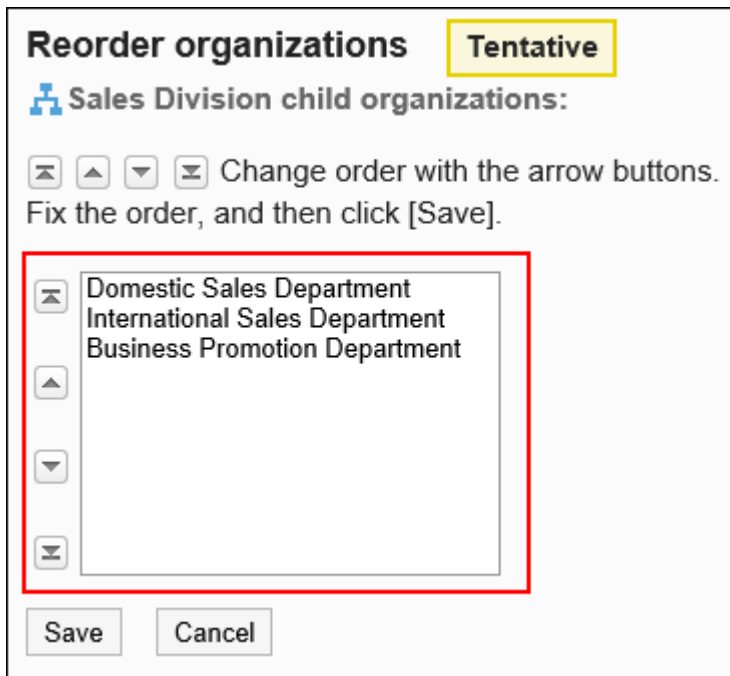 Reorder organizations Tentative
Sales Division child organizations:
Change order with the arrow buttons.
Fix the order, and then click [Save].
Domestic Sales Department
International Sales Department
Business Promotion Department
Save Cancel